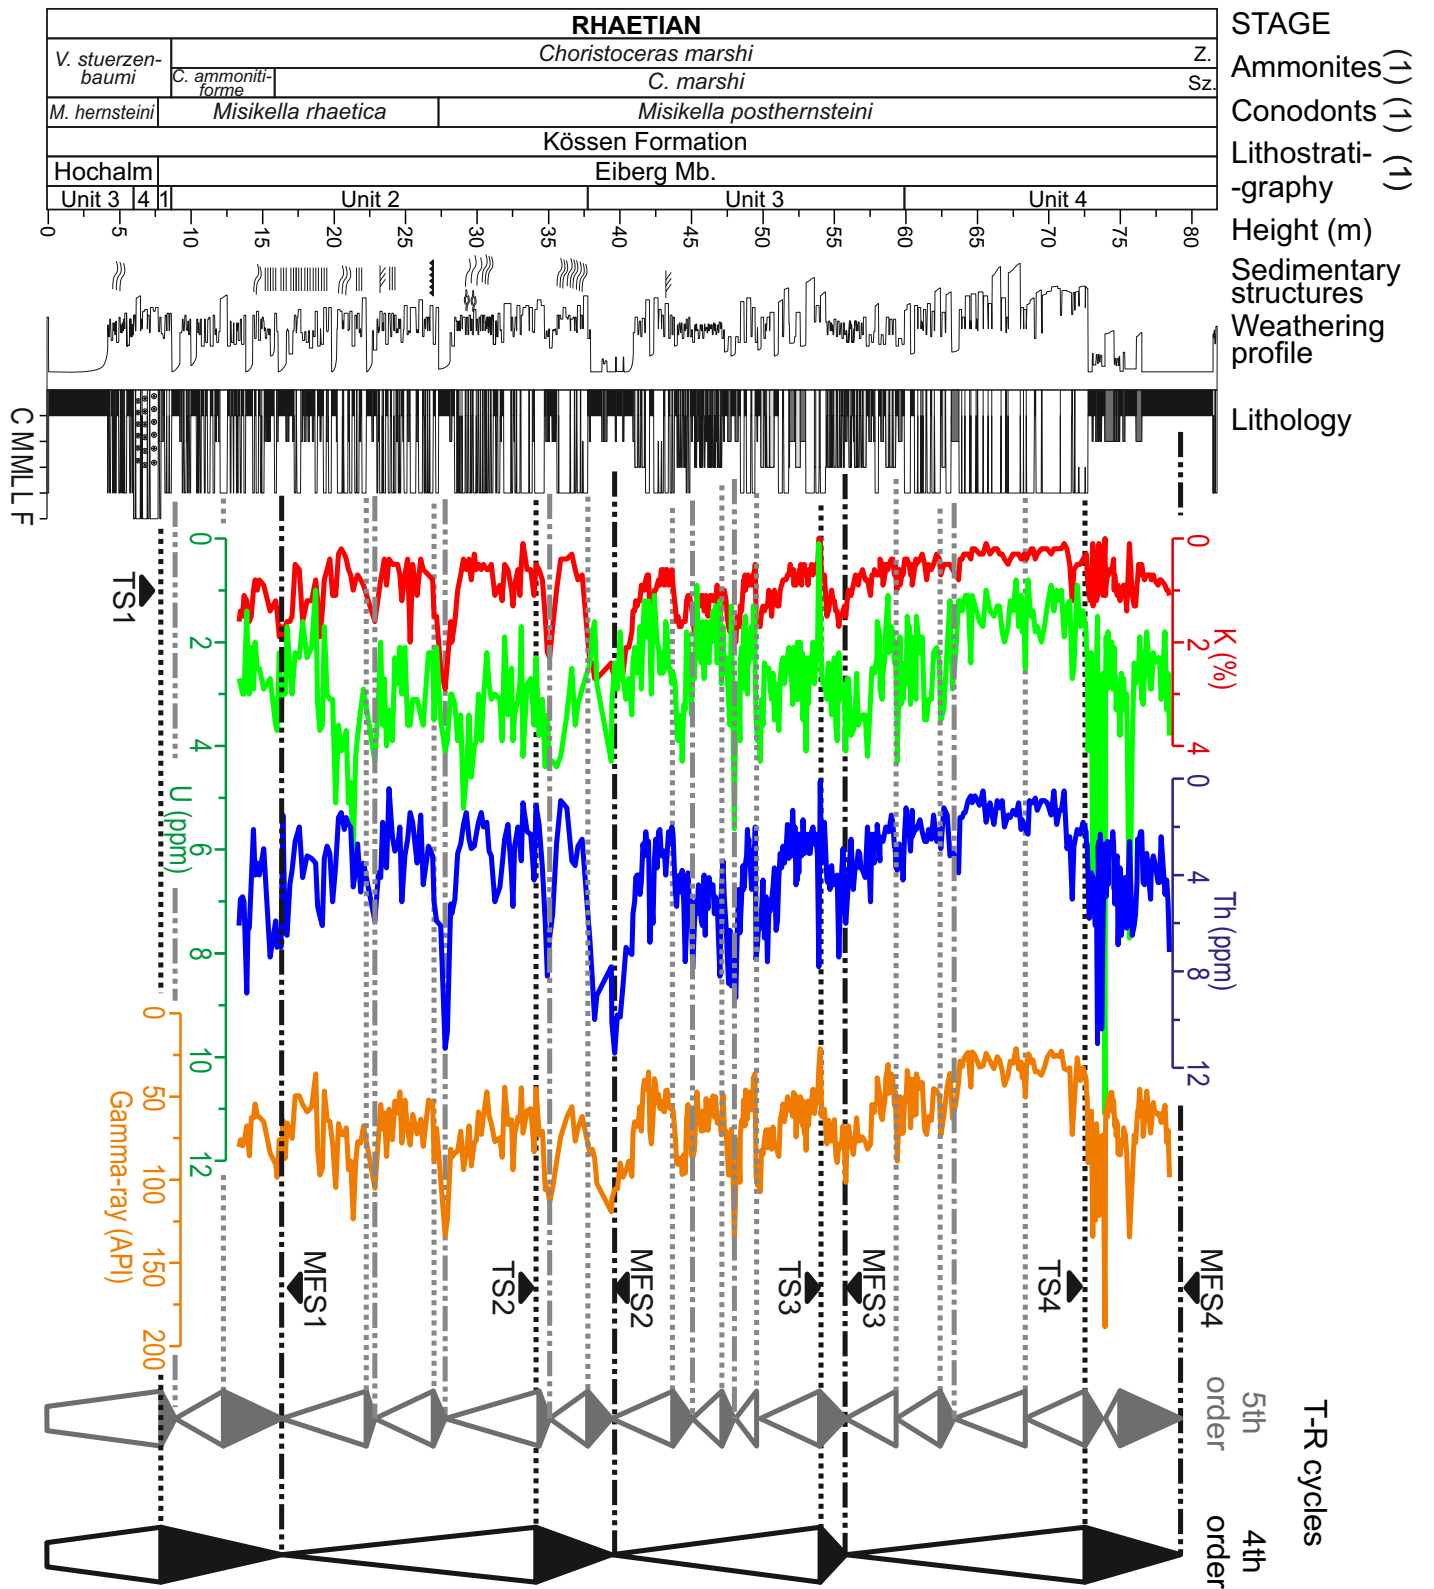 RHAETIAN
STAGE
V. stuerzen-
baumi
Choristoceras marshi
Z.
C. ammoniti-
forme
C. marshi
Sz.
Ammonites (1)
M. hernsteini
Misikella rhaetica
Misikella posthernsteini
Conodonts (1)
Kössen Formation
Hochalm
Eiberg Mb.
Unit 3
4
1
Unit 2
Unit 3
Unit 4
Lithostrati-
-graphy
(1)
0
5
10
15
20
25
30
35
40
45
50
55
60
65
70
75
80
Height (m)
Sedimentary
structures
Weathering
profile
Lithology
C M ML L F
TS1
0
2
4
6
8
10
12
U (ppm)
0
2
4
K (%)
0
4
8
12
Th (ppm)
0
50
100
150
200
Gamma-ray (API)
MFS1
TS2
MFS2
TS3
MFS3
TS4
MFS4
5th
order
4th
order
T-R cycles